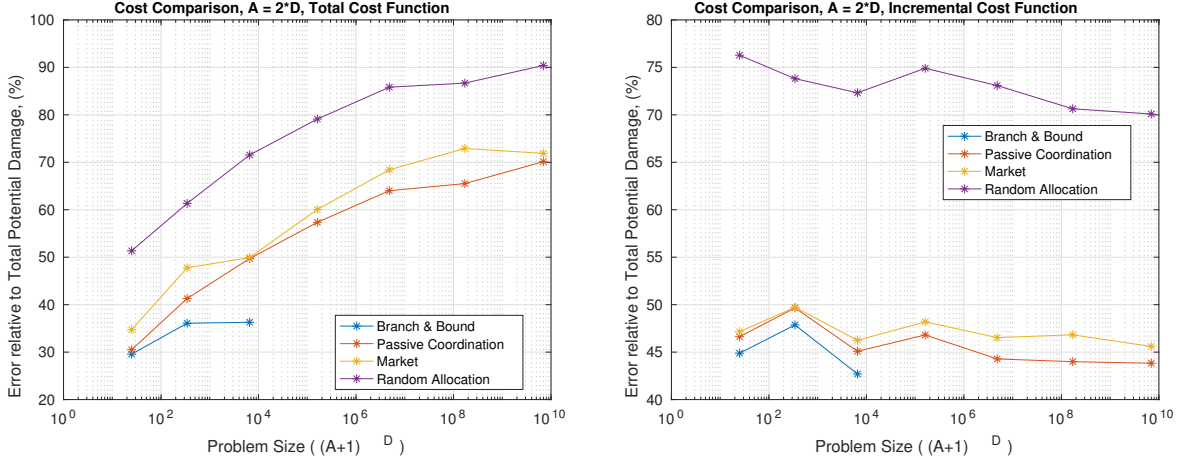 Cost Comparison, A = 2*D, Total Cost Function
Error relative to Total Potential Damage, (%)
100
90
80
70
60
50
40
30
20
Branch & Bound
Passive Coordination
Market
Random Allocation
10^0
10^2
10^4
10^6
10^8
10^10
Problem Size ( (A+1)^D )
Cost Comparison, A = 2*D, Incremental Cost Function
Error relative to Total Potential Damage, (%)
80
75
70
65
60
55
50
45
40
Branch & Bound
Passive Coordination
Market
Random Allocation
10^0
10^2
10^4
10^6
10^8
10^10
Problem Size ( (A+1)^D )